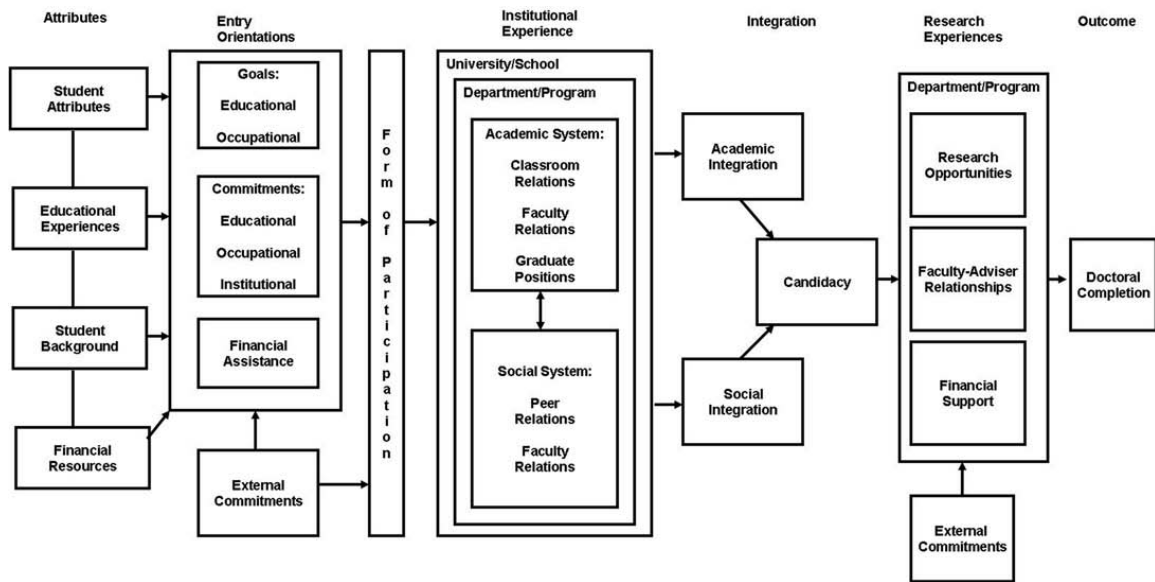 Attributes
Entry
Orientations
Institutional
Experience
Integration
Research
Experiences
Outcome
Student
Attributes
Educational
Experiences
Student
Background
Financial
Resources
Goals:
Educational
Occupational
Commitments:
Educational
Occupational
Institutional
Financial
Assistance
External
Commitments
Form of Participation
University/School
Department/Program
Academic System:
Classroom
Relations
Faculty
Relations
Graduate
Positions
Social System:
Peer
Relations
Faculty
Relations
Academic
Integration
Social
Integration
Candidacy
Department/Program
Research
Opportunities
Faculty-Adviser
Relationships
Financial
Support
External
Commitments
Doctoral
Completion